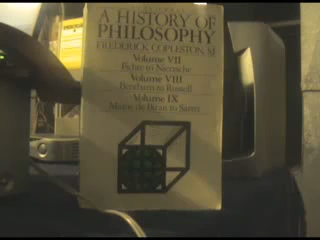 A HISTORY OF
PHILOSOPHY
FREDERICK COPLESTON, SJ
Volume VII
Fichte to Nietzsche
Volume VIII
Bentham to Russell
Volume IX
Maine de Biran to Sartre